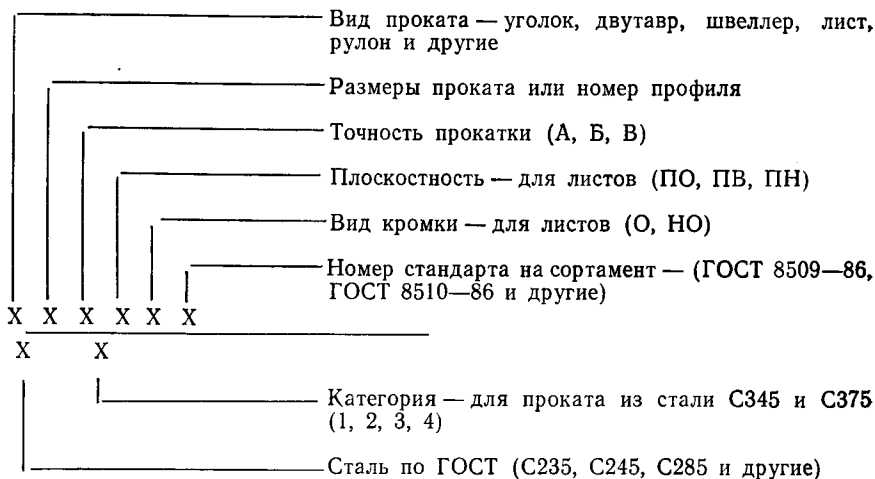 Вид проката — уголок, двутавр, швеллер, лист,
рулон и другие
Размеры проката или номер профиля
Точность прокатки (А, Б, В)
Плоскостность — для листов (ПО, ПВ, ПН)
Вид кромки — для листов (О, НО)
Номер стандарта на сортамент — (ГОСТ 8509—86,
ГОСТ 8510—86 и другие)
Х Х Х Х Х Х
Х Х
Категория — для проката из стали С345 и С375
(1, 2, 3, 4)
Сталь по ГОСТ (С235, С245, С285 и другие)